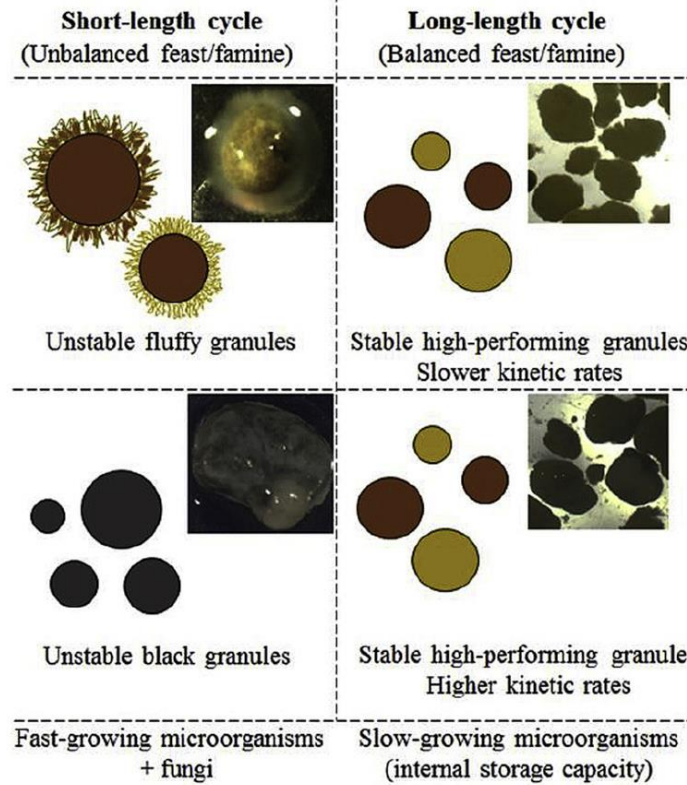 Short-length cycle
(Unbalanced feast/famine)
Long-length cycle
(Balanced feast/famine)
Unstable fluffy granules
Stable high-performing granules
Slower kinetic rates
Unstable black granules
Stable high-performing granule
Higher kinetic rates
Fast-growing microorganisms
+ fungi
Slow-growing microorganisms
(internal storage capacity)